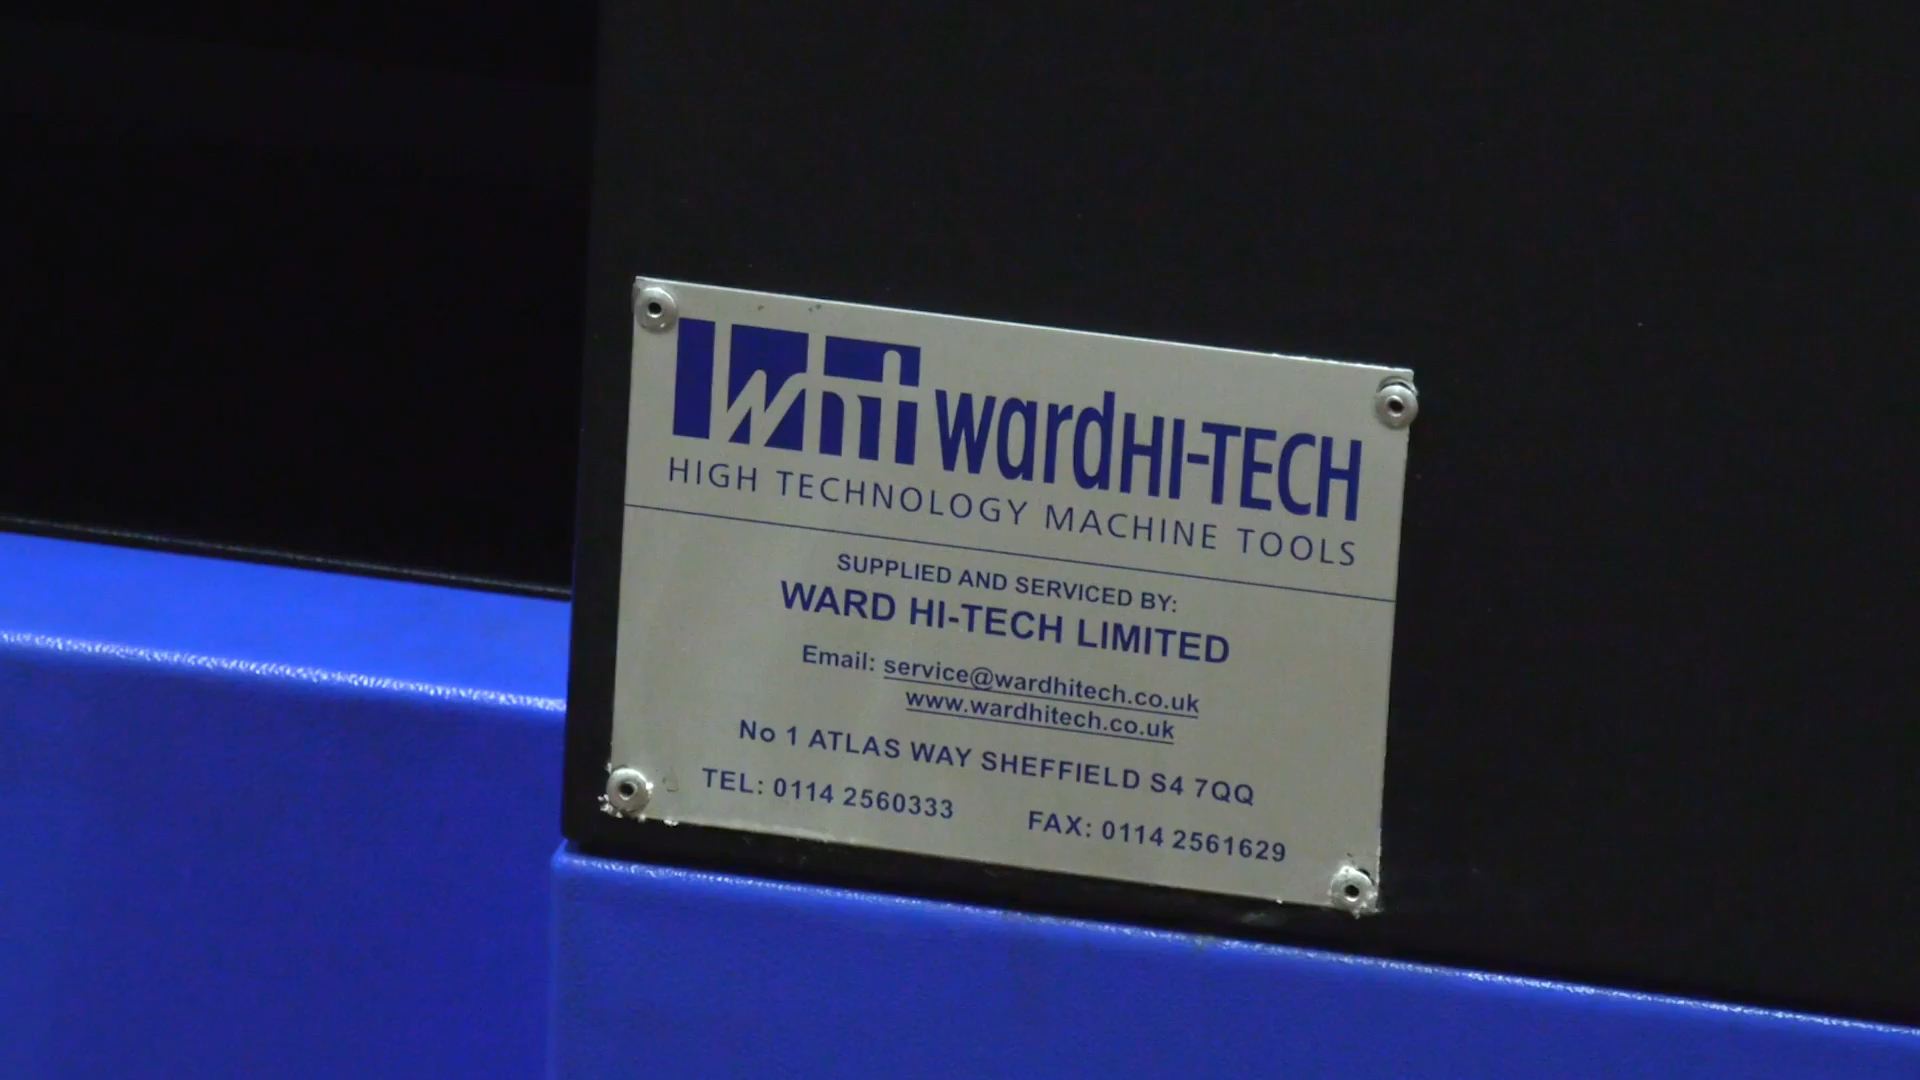 wht wardHI-TECH
HIGH TECHNOLOGY MACHINE TOOLS
SUPPLIED AND SERVICED BY:
WARD HI-TECH LIMITED
Email: service@wardhitech.co.uk
www.wardhitech.co.uk
No 1 ATLAS WAY SHEFFIELD S4 7QQ
TEL: 0114 2560333 FAX: 0114 2561629